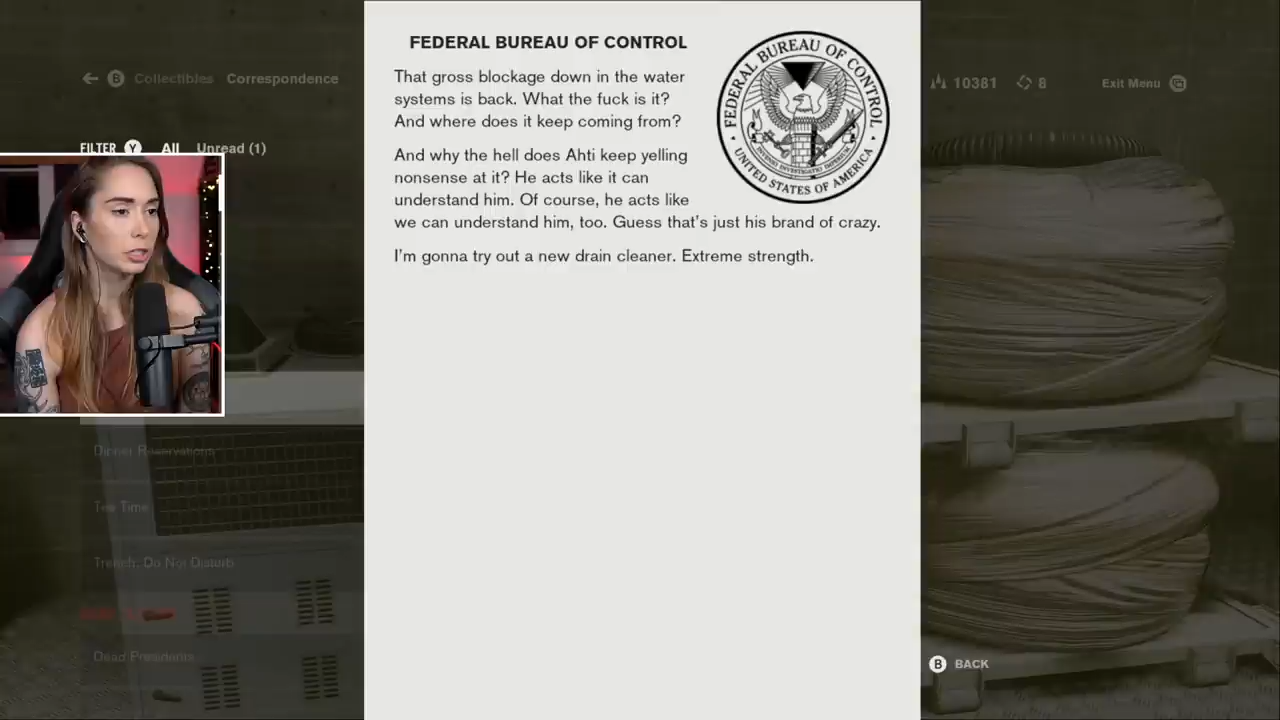 FEDERAL BUREAU OF CONTROL
That gross blockage down in the water
systems is back. What the fuck is it?
And where does it keep coming from?
And why the hell does Ahti keep yelling
nonsense at it? He acts like it can
understand him. Of course, he acts like
we can understand him, too. Guess that's just his brand of crazy.
I'm gonna try out a new drain cleaner. Extreme strength.
FEDERAL BUREAU OF CONTROL
UNITED STATES OF AMERICA
B Collectibles Correspondence
10381 8 Exit Menu
FILTER Y All Unread (1)
Dinner Reservations
Tea Time
Trench: Do Not Disturb
Dead Presidents
B BACK